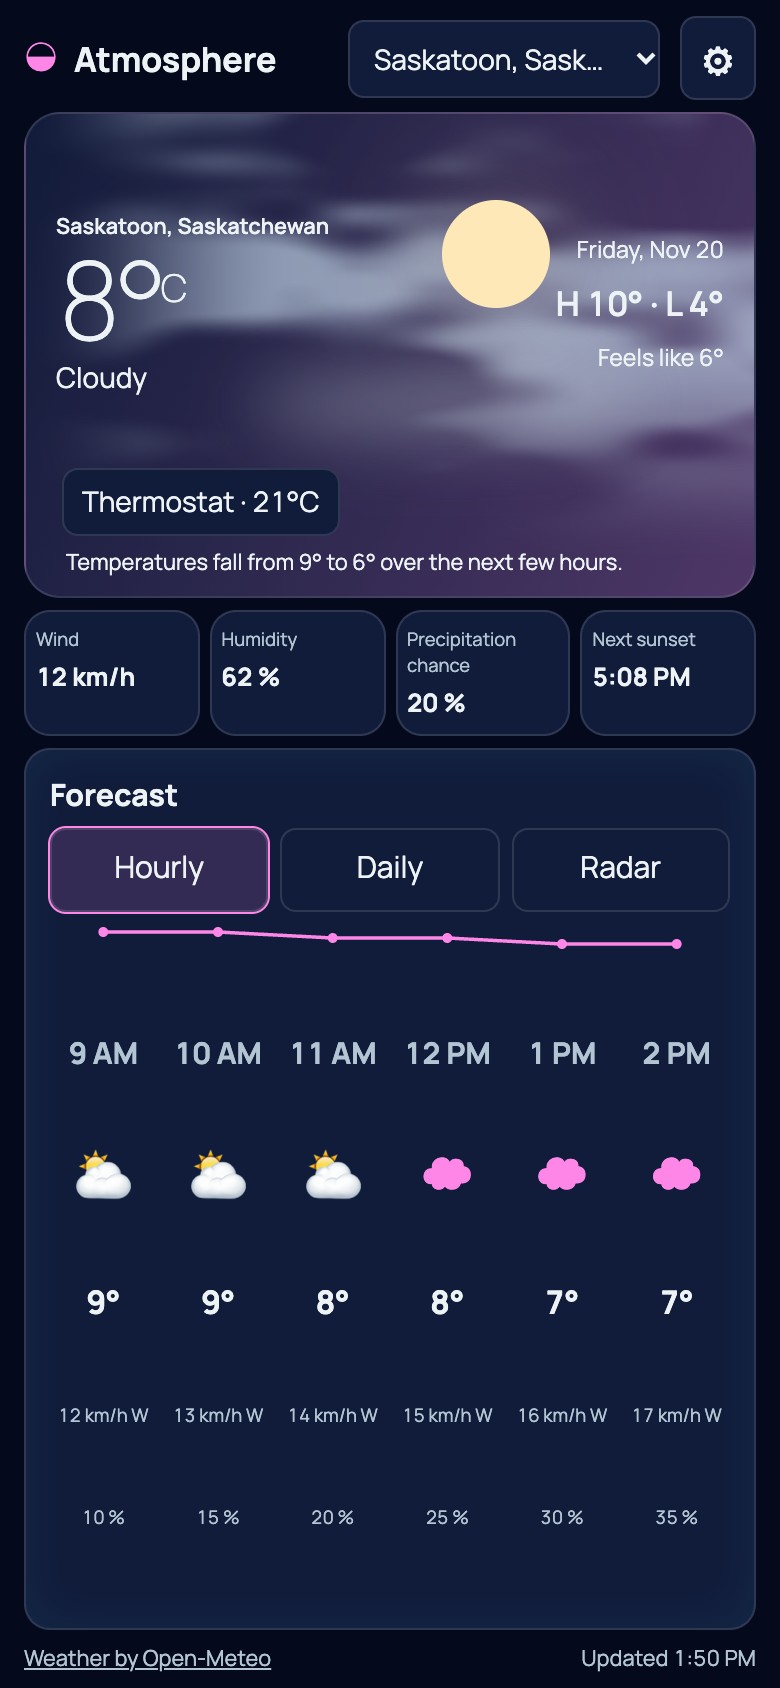 Atmosphere
Saskatoon, Sask...
Saskatoon, Saskatchewan
8°C
Cloudy
Friday, Nov 20
H 10° · L 4°
Feels like 6°
Thermostat · 21°C
Temperatures fall from 9° to 6° over the next few hours.
Wind
12 km/h
Humidity
62 %
Precipitation
chance
20 %
Next sunset
5:08 PM
Forecast
Hourly Daily Radar
9 AM 10 AM 11 AM 12 PM 1 PM 2 PM
9° 9° 8° 8° 7° 7°
12 km/h W 13 km/h W 14 km/h W 15 km/h W 16 km/h W 17 km/h W
10 % 15 % 20 % 25 % 30 % 35 %
Weather by Open-Meteo
Updated 1:50 PM